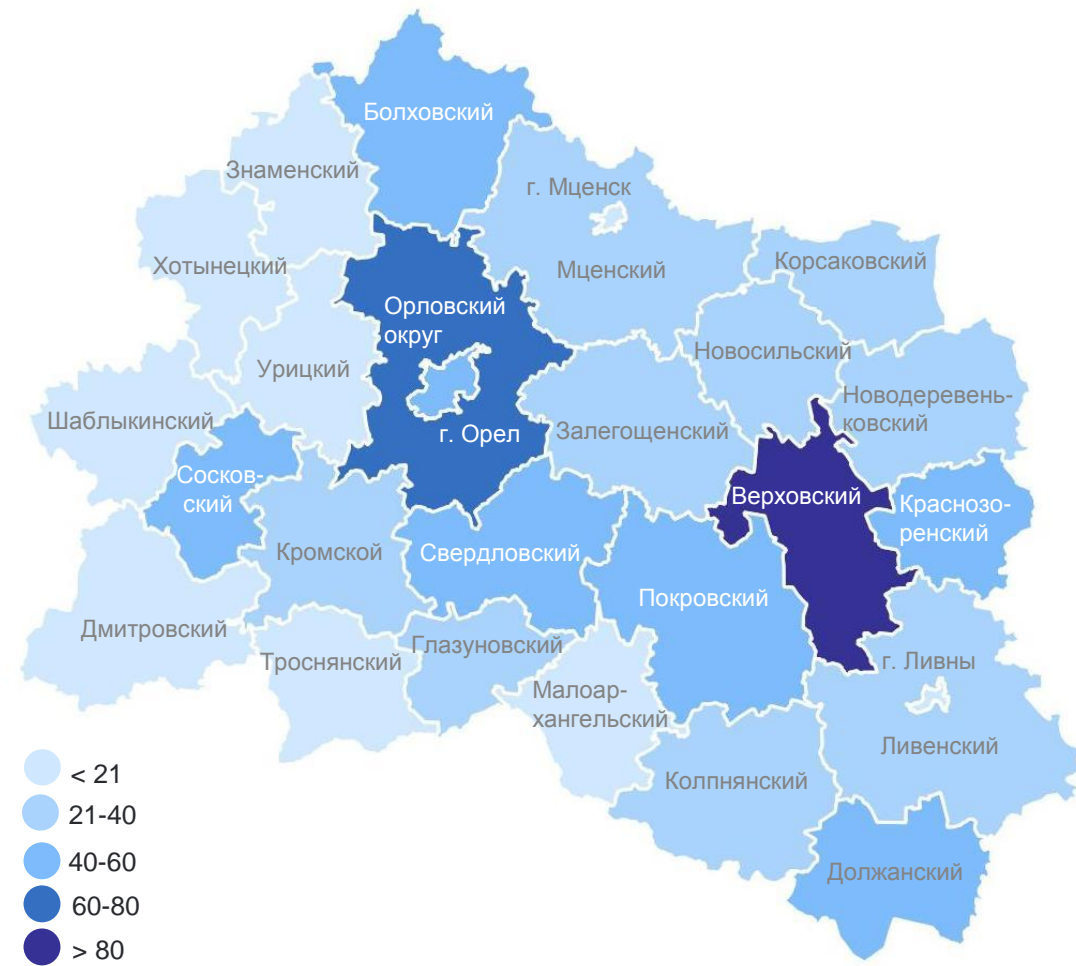 Болховский
Знаменский
г. Мценск
Хотынецкий
Мценский
Корсаковский
Орловский
округ
Урицкий
Новосильский
Шаблыкинский
Новодеревень-
ковский
г. Орел
Залегощенский
Сосков-
ский
Верховский
Краснозо-
ренский
Кромской
Свердловский
Покровский
Дмитровский
Троснянский
Глазуновский
г. Ливны
Малоар-
хангельский
Ливенский
Колпнянский
Должанский
< 21
21-40
40-60
60-80
> 80